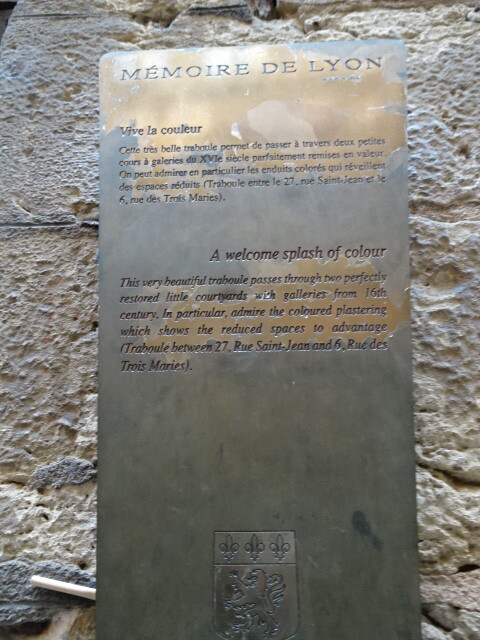 MÉMOIRE DE LYON
Vive la couleur
Cette très belle traboule permet de passer à travers deux petites
cours à galeries du XVIe siècle parfaitement remises en valeur.
On peut admirer en particulier les enduits colorés qui réveillent
des espaces réduits (Traboule entre le 27, rue Saint-Jean et le
6, rue des Trois Maries).
A welcome splash of colour
This very beautiful traboule passes through two perfectly
restored little courtyards with galleries from 16th
century. In particular, admire the coloured plastering
which shows the reduced spaces to advantage
(Traboule between 27, Rue Saint-Jean and 6, Rue des
Trois Maries).